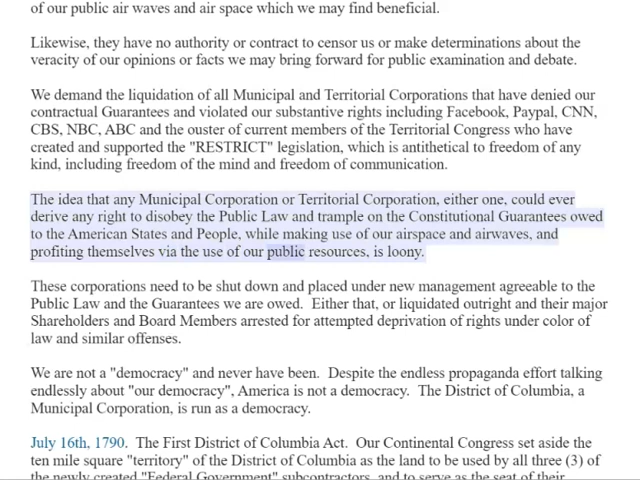 of our public air waves and air space which we may find beneficial.
Likewise, they have no authority or contract to censor us or make determinations about the
veracity of our opinions or facts we may bring forward for public examination and debate.
We demand the liquidation of all Municipal and Territorial Corporations that have denied our
contractual Guarantees and violated our substantive rights including Facebook, Paypal, CNN,
CBS, NBC, ABC and the ouster of current members of the Territorial Congress who have
created and supported the "RESTRICT" legislation, which is antithetical to freedom of any
kind, including freedom of the mind and freedom of communication.
The idea that any Municipal Corporation or Territorial Corporation, either one, could ever
derive any right to disobey the Public Law and trample on the Constitutional Guarantees owed
to the American States and People, while making use of our airspace and airwaves, and
profiting themselves via the use of our public resources, is loony.
These corporations need to be shut down and placed under new management agreeable to the
Public Law and the Guarantees we are owed.  Either that, or liquidated outright and their major
Shareholders and Board Members arrested for attempted deprivation of rights under color of
law and similar offenses.
We are not a "democracy" and never have been.  Despite the endless propaganda effort talking
endlessly about "our democracy", America is not a democracy.  The District of Columbia, a
Municipal Corporation, is run as a democracy.
July 16th, 1790.  The First District of Columbia Act.  Our Continental Congress set aside the
ten mile square "territory" of the District of Columbia as the land to be used by all three (3) of
the newly created "Federal Government" subcontractors, and to serve as the seat of their